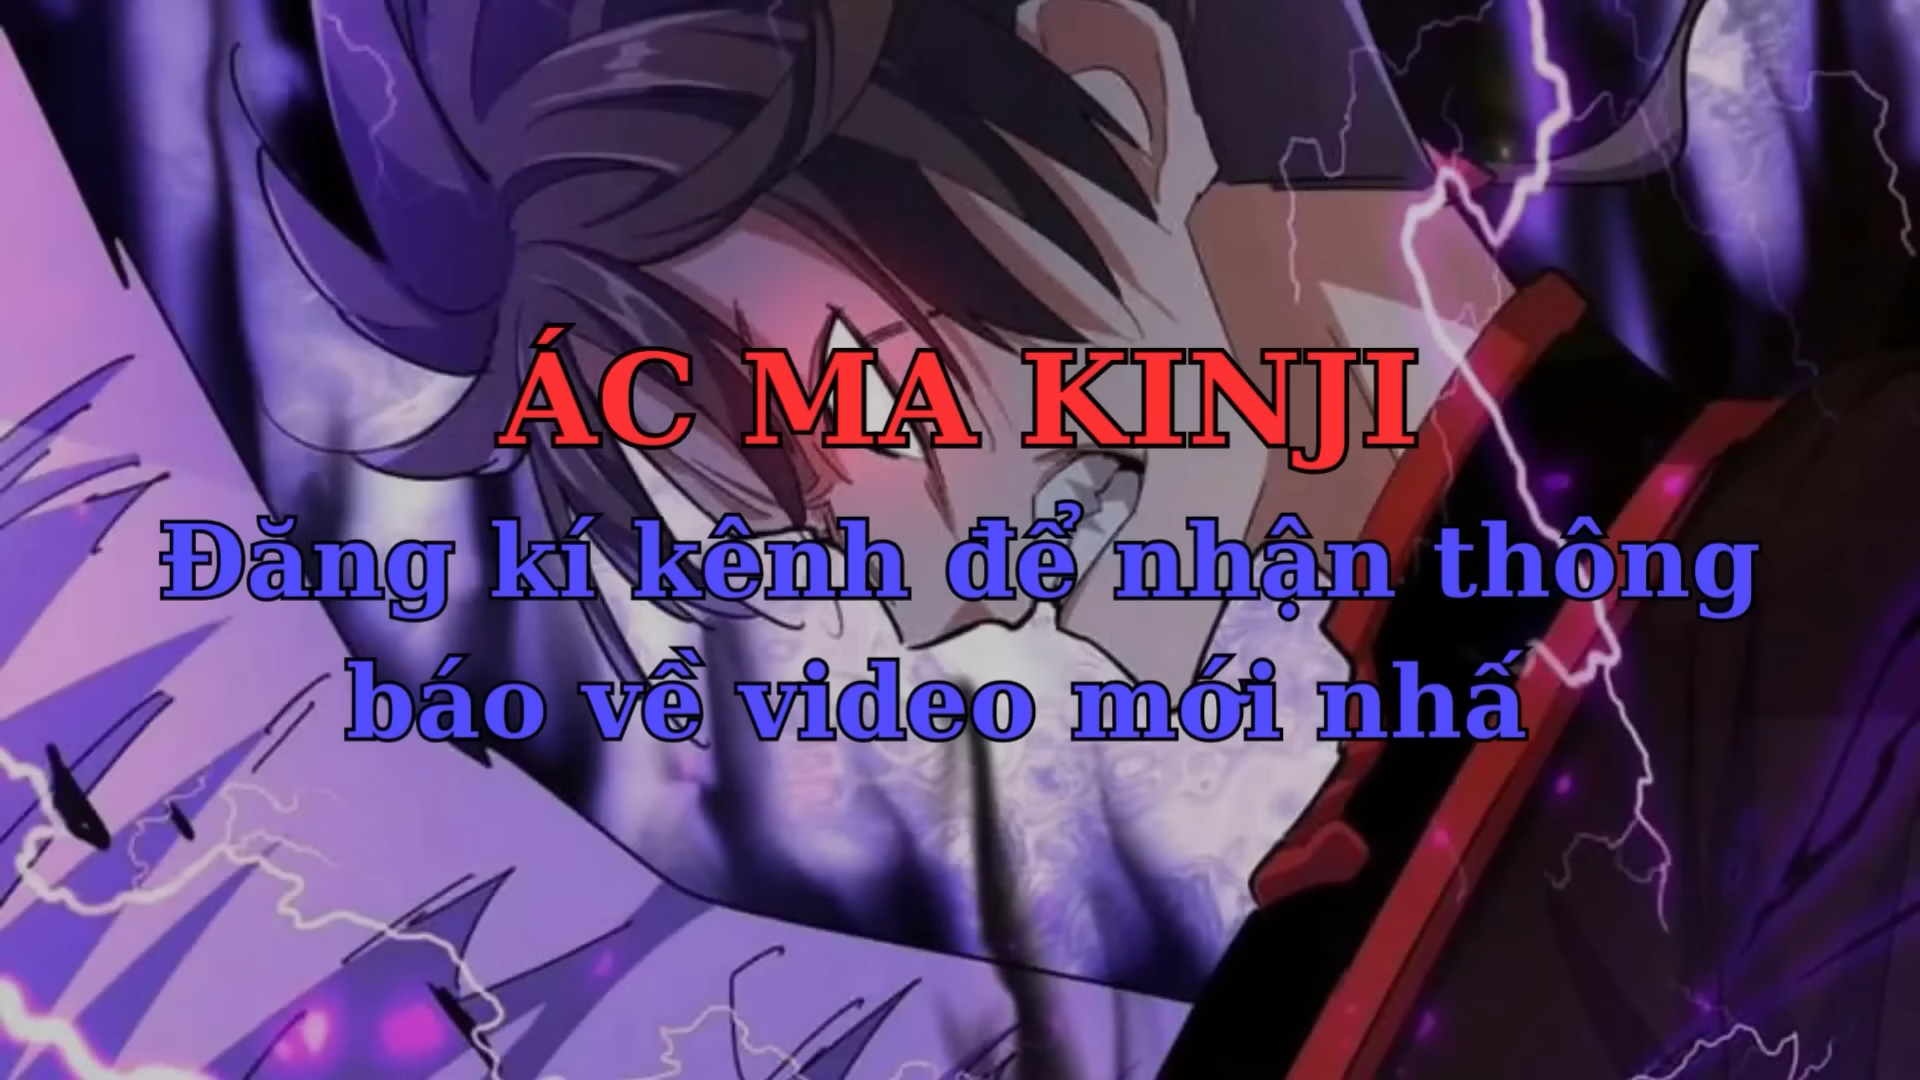 ÁC MA KINJI
Đăng kí kênh để nhận thông
báo về video mới nhấ